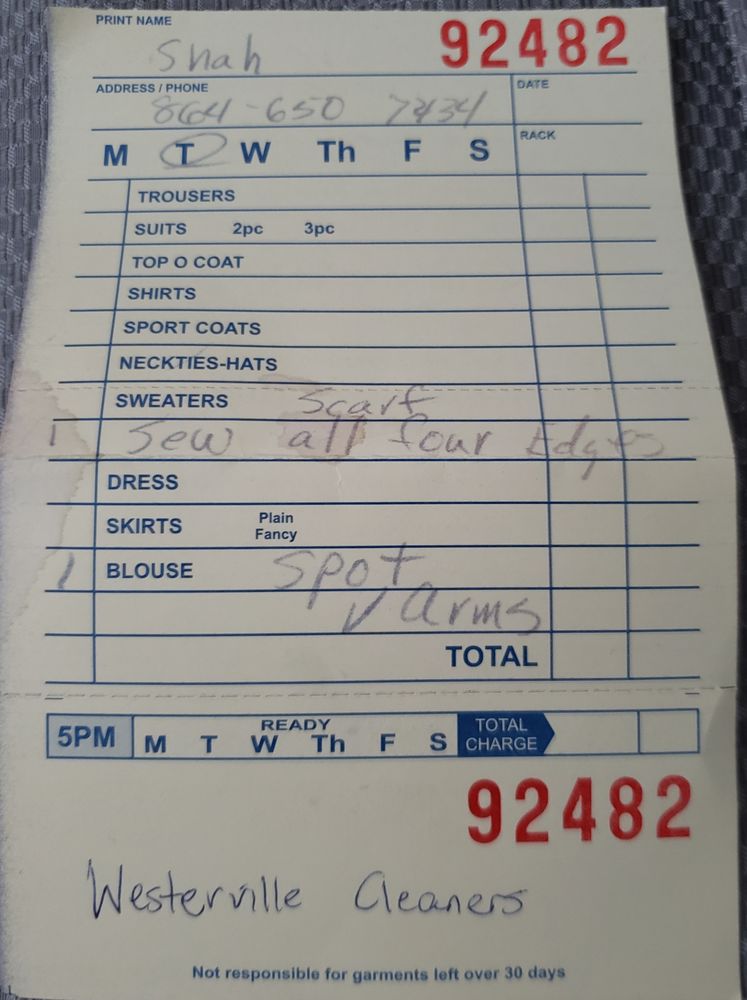 PRINT NAME 92482
Shah
ADDRESS / PHONE DATE
864-650 7434
M T W Th F S RACK
TROUSERS
SUITS 2pc 3pc
TOP O COAT
SHIRTS
SPORT COATS
NECKTIES-HATS
SWEATERS Scarf
1 Sew all four Edges
DRESS
SKIRTS Plain
Fancy
1 BLOUSE Spot
✓ Arms
TOTAL
5PM READY TOTAL
M T W Th F S CHARGE
92482
Westerville Cleaners
Not responsible for garments left over 30 days